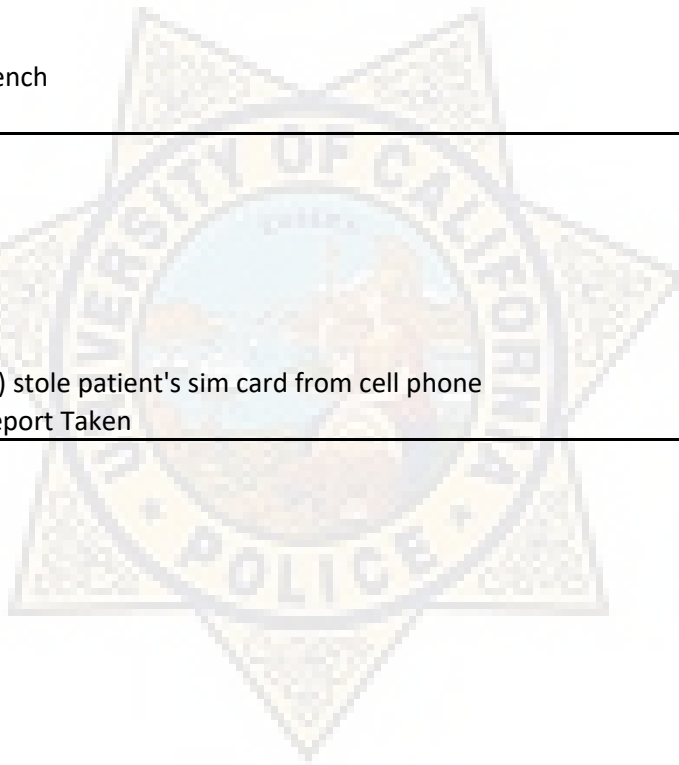 ench
UNIVERSITY OF CALIFORNIA
) stole patient's sim card from cell phone
eport Taken
POLICE